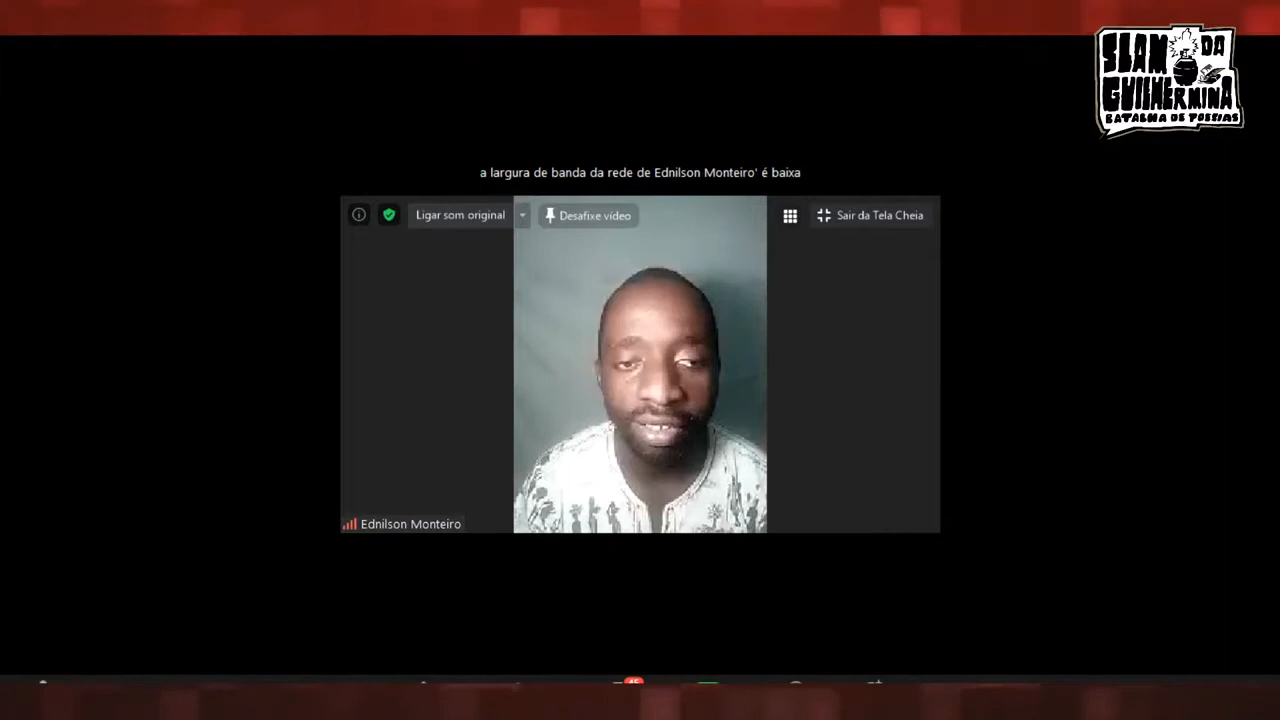 SLAM DA
GUILHERMINA
BATALHA DE POESIAS
a largura de banda da rede de Ednilson Monteiro' é baixa
Ligar som original
Desafixe vídeo
Sair da Tela Cheia
Ednilson Monteiro
45